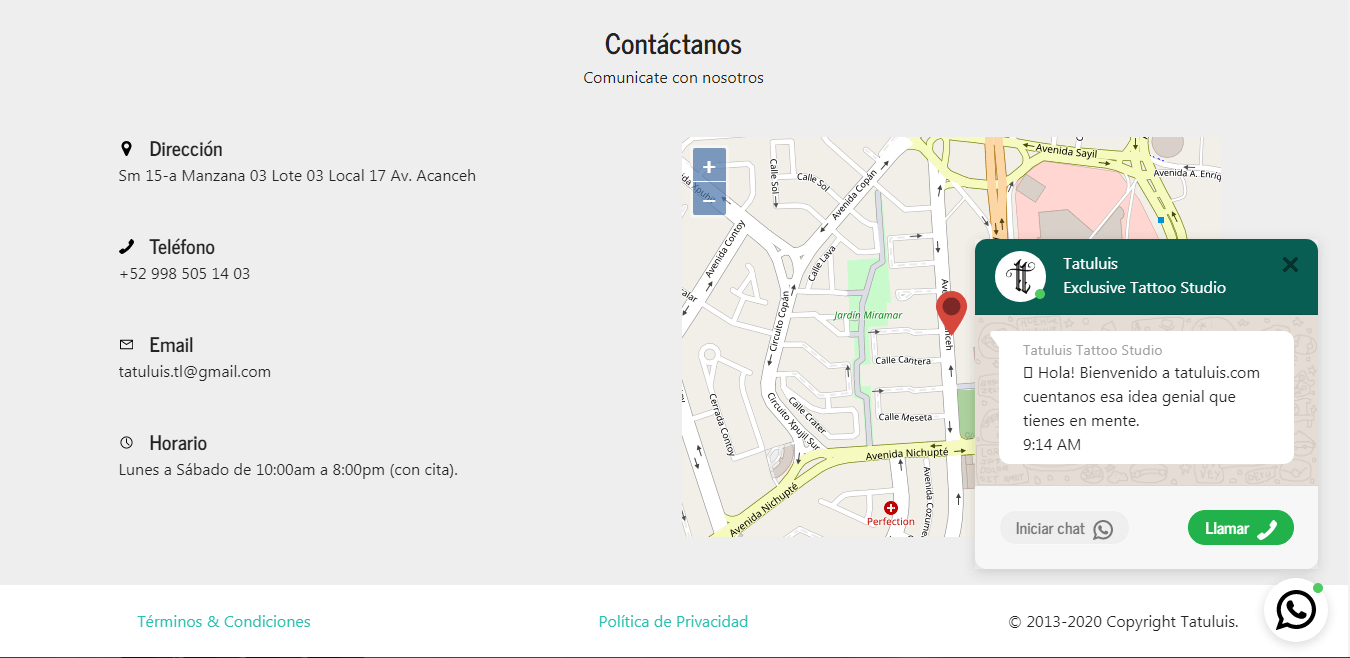 Contáctanos
Comunicate con nosotros
Dirección
Sm 15-a Manzana 03 Lote 03 Local 17 Av. Acanceh
Teléfono
+52 998 505 14 03
Email
tatuluis.tl@gmail.com
Horario
Lunes a Sábado de 10:00am a 8:00pm (con cita).
+
−
Calle Sol
Calle Sol
Avenida Copán
Avenida Sayil
Avenida A. Enríq
Avenida Contoy
Calle Lava
Circuito Copán
Jardín Miramar
Calle Cantera
Calle Crater
Calle Meseta
Circuito Xpujil Sur
Cerrada Contoy
Avenida Nichupté
Avenida Nichupté
Avenida Cozume
Perfection
Tatuluis
Exclusive Tattoo Studio
Tatuluis Tattoo Studio
Hola! Bienvenido a tatuluis.com
cuentanos esa idea genial que
tienes en mente.
9:14 AM
Iniciar chat
Llamar
Términos & Condiciones
Política de Privacidad
© 2013-2020 Copyright Tatuluis.